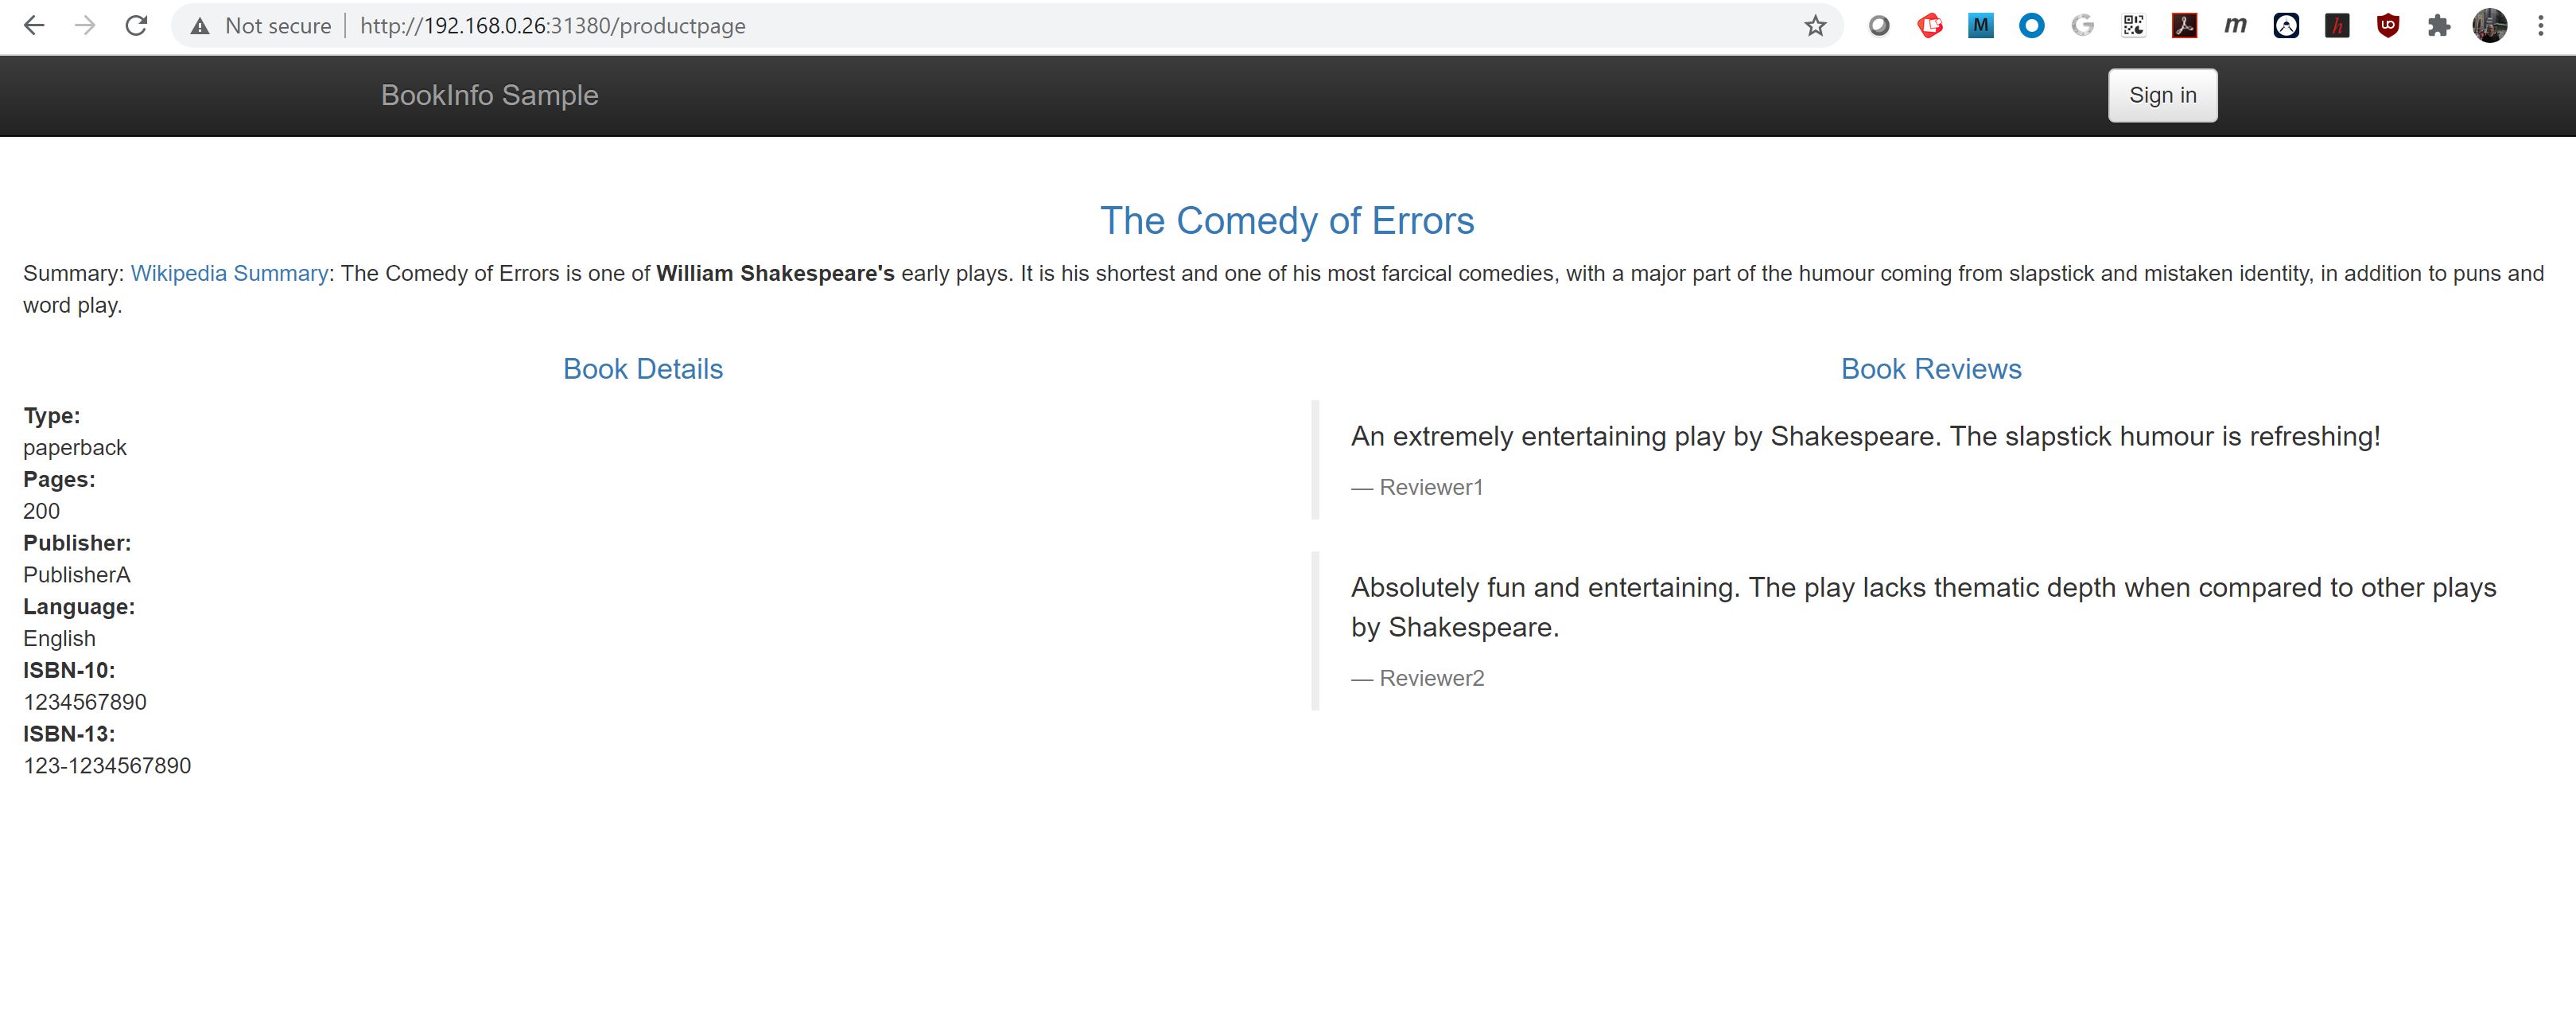 Not secure | http://192.168.0.26:31380/productpage
M
m
h
BookInfo Sample
Sign in
The Comedy of Errors
Summary: Wikipedia Summary: The Comedy of Errors is one of William Shakespeare's early plays. It is his shortest and one of his most farcical comedies, with a major part of the humour coming from slapstick and mistaken identity, in addition to puns and
word play.
Book Details
Type:
paperback
Pages:
200
Publisher:
PublisherA
Language:
English
ISBN-10:
1234567890
ISBN-13:
123-1234567890
Book Reviews
An extremely entertaining play by Shakespeare. The slapstick humour is refreshing!
— Reviewer1
Absolutely fun and entertaining. The play lacks thematic depth when compared to other plays
by Shakespeare.
— Reviewer2